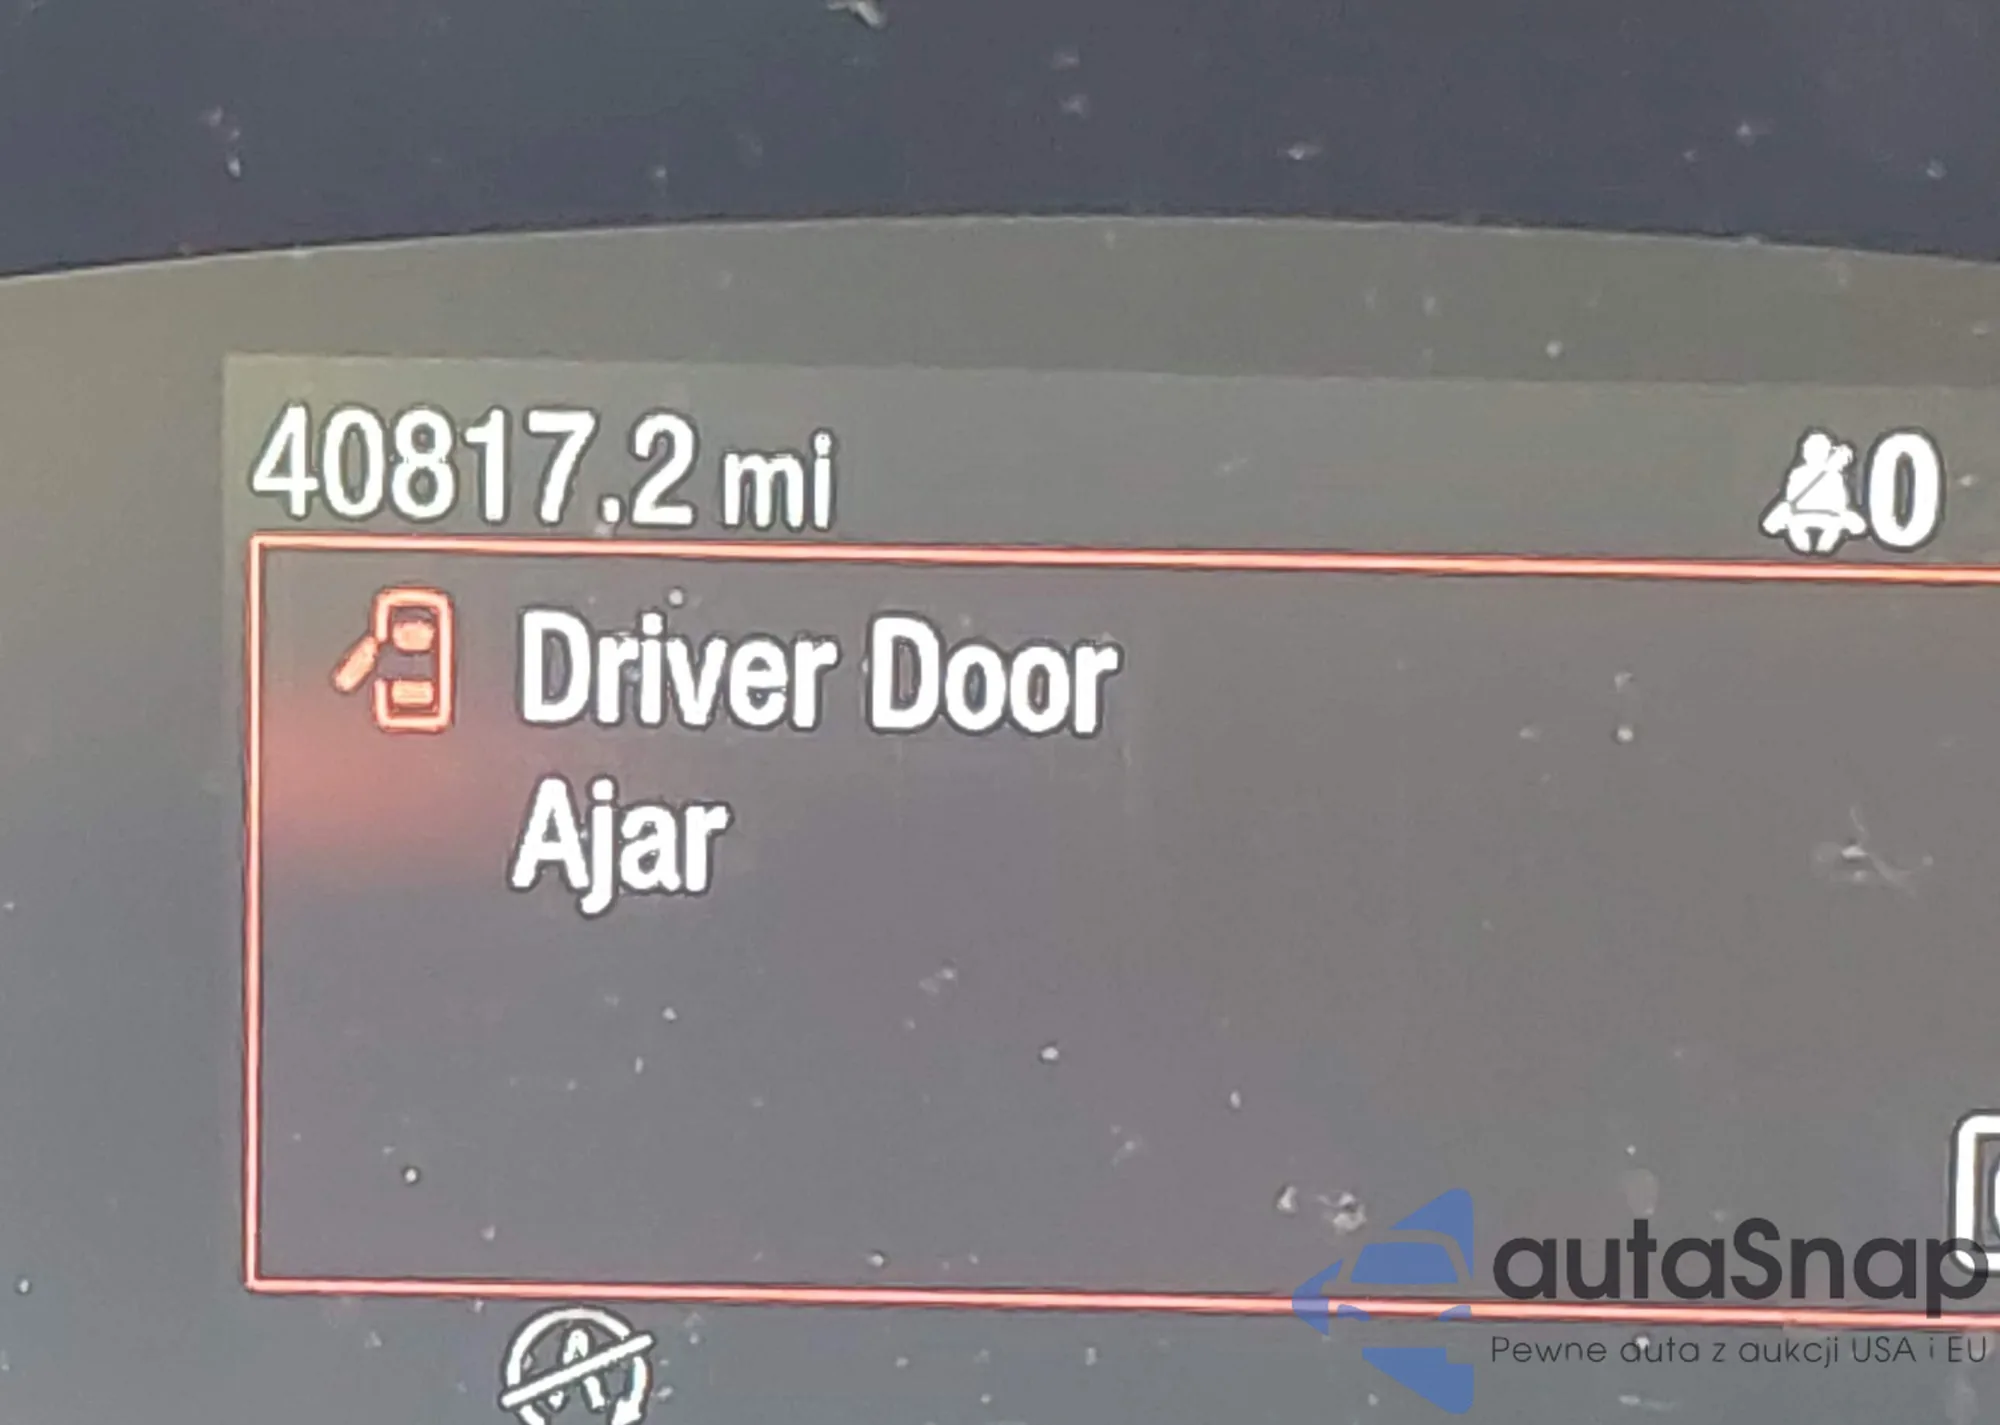 40817.2 mi
0
Driver Door
Ajar
autaSnap
Pewne auta z aukcji USA i EU